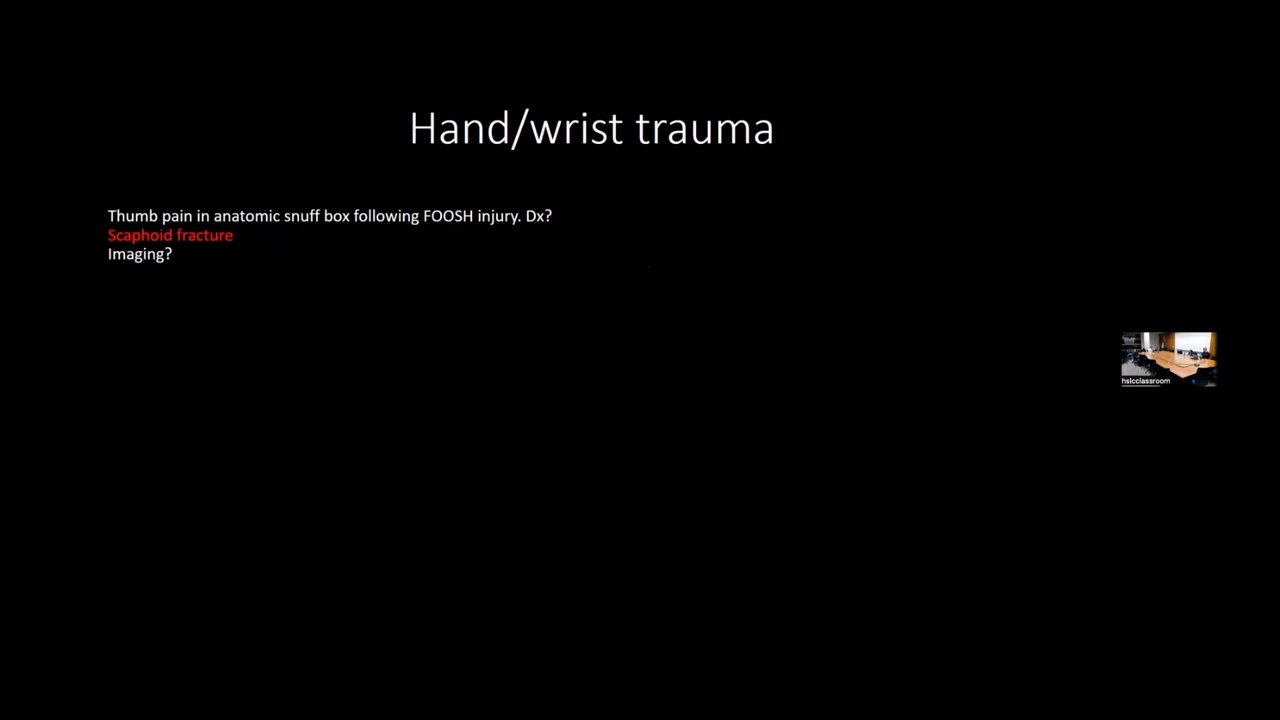 Hand/wrist trauma
Thumb pain in anatomic snuff box following FOOSH injury. Dx?
Scaphoid fracture
Imaging?
hslcclassroom